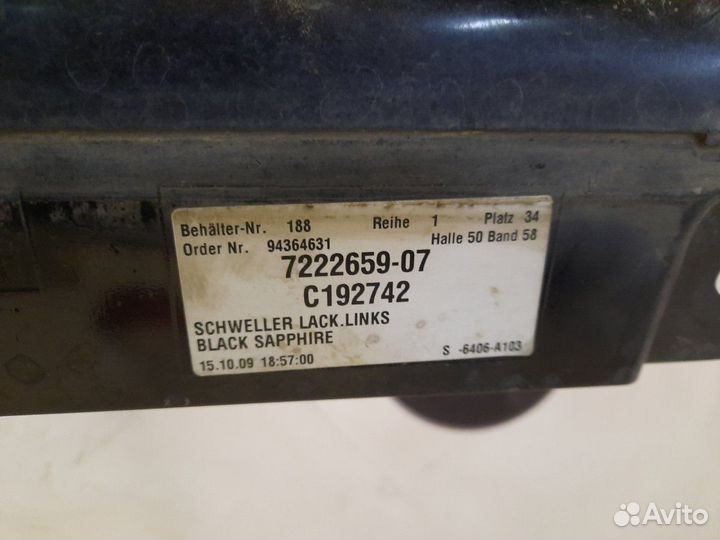 Behälter-Nr. 188 Reihe 1 Platz 34
Order Nr. 94364631 Halle 50 Band 58
7222659-07
C192742
SCHWELLER LACK.LINKS
BLACK SAPPHIRE
15.10.09 18:57:00 S -6406-A103
Avito